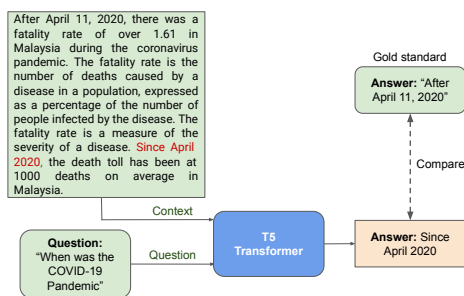 After April 11, 2020, there was a
fatality rate of over 1.61 in
Malaysia during the coronavirus
pandemic. The fatality rate is the
number of deaths caused by a
disease in a population, expressed
as a percentage of the number of
people infected by the disease. The
fatality rate is a measure of the
severity of a disease. Since April
2020, the death toll has been at
1000 deaths on average in
Malaysia.
Gold standard
Answer: “After
April 11, 2020”
Compare
Context
Question:
“When was the
COVID-19
Pandemic”
Question
T5
Transformer
Answer: Since
April 2020